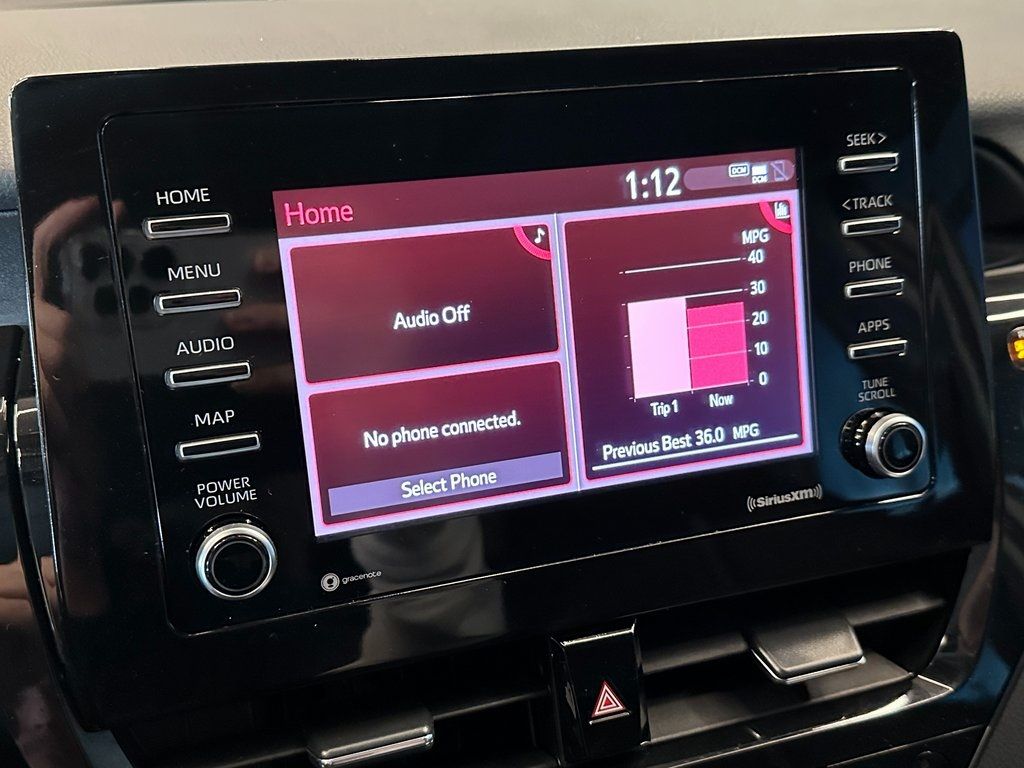 HOME
MENU
AUDIO
MAP
POWER
VOLUME
Home
1:12
DCM
DCM
Audio Off
No phone connected.
Select Phone
MPG
40
30
20
10
0
Trip 1
Now
Previous Best 36.0 MPG
SEEK >
< TRACK
PHONE
APPS
TUNE
SCROLL
gracenote
((SiriusXM))